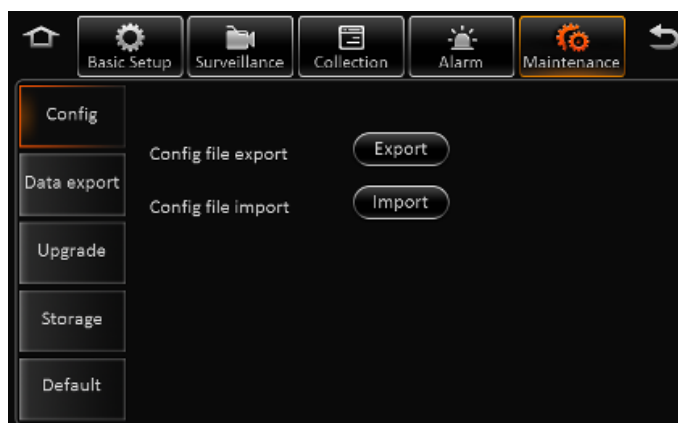 Basic Setup
Surveillance
Collection
Alarm
Maintenance
Config
Config file export
Export
Data export
Config file import
Import
Upgrade
Storage
Default